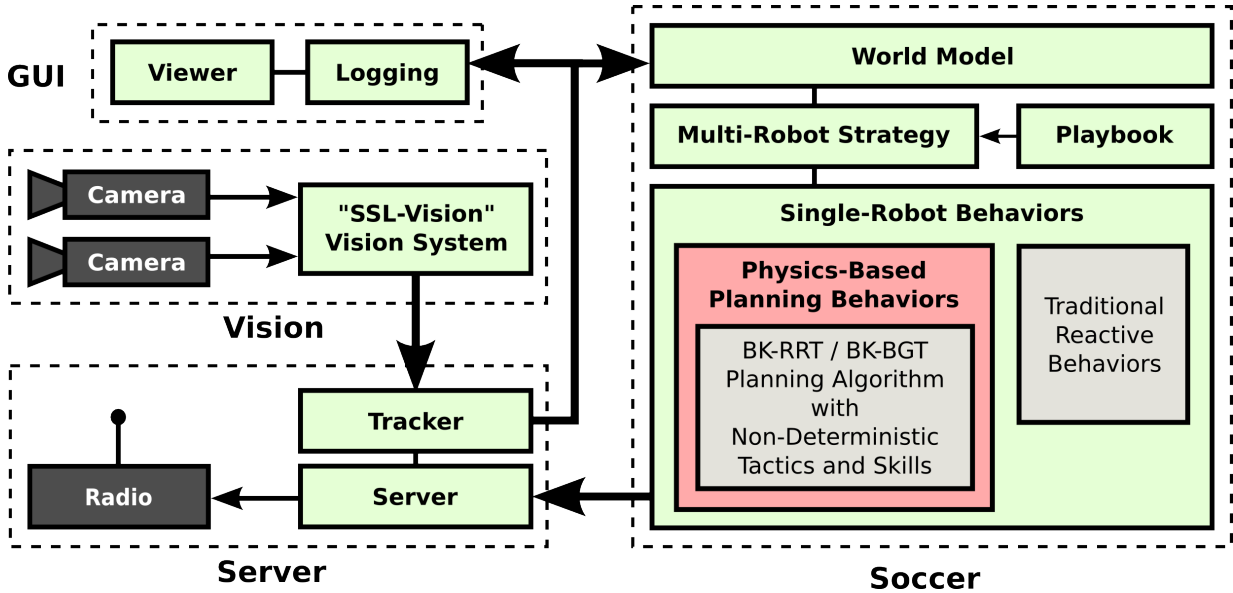 GUI
Viewer
Logging
Camera
Camera
"SSL-Vision"
Vision System
Vision
Tracker
Radio
Server
Server
World Model
Multi-Robot Strategy
Playbook
Single-Robot Behaviors
Physics-Based
Planning Behaviors
BK-RRT / BK-BGT
Planning Algorithm
with
Non-Deterministic
Tactics and Skills
Traditional
Reactive
Behaviors
Soccer